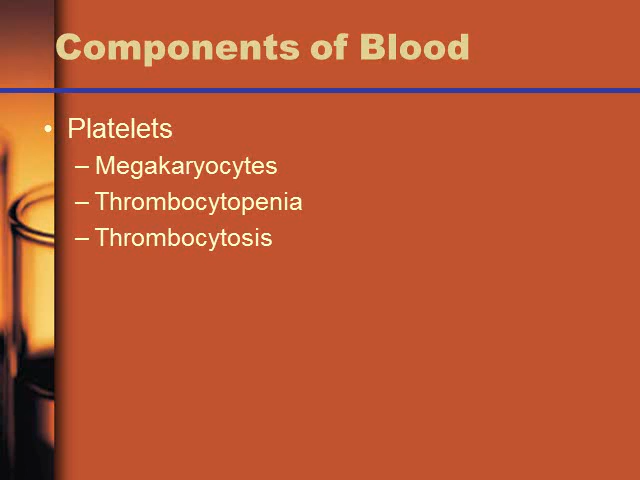 Components of Blood
• Platelets
– Megakaryocytes
– Thrombocytopenia
– Thrombocytosis